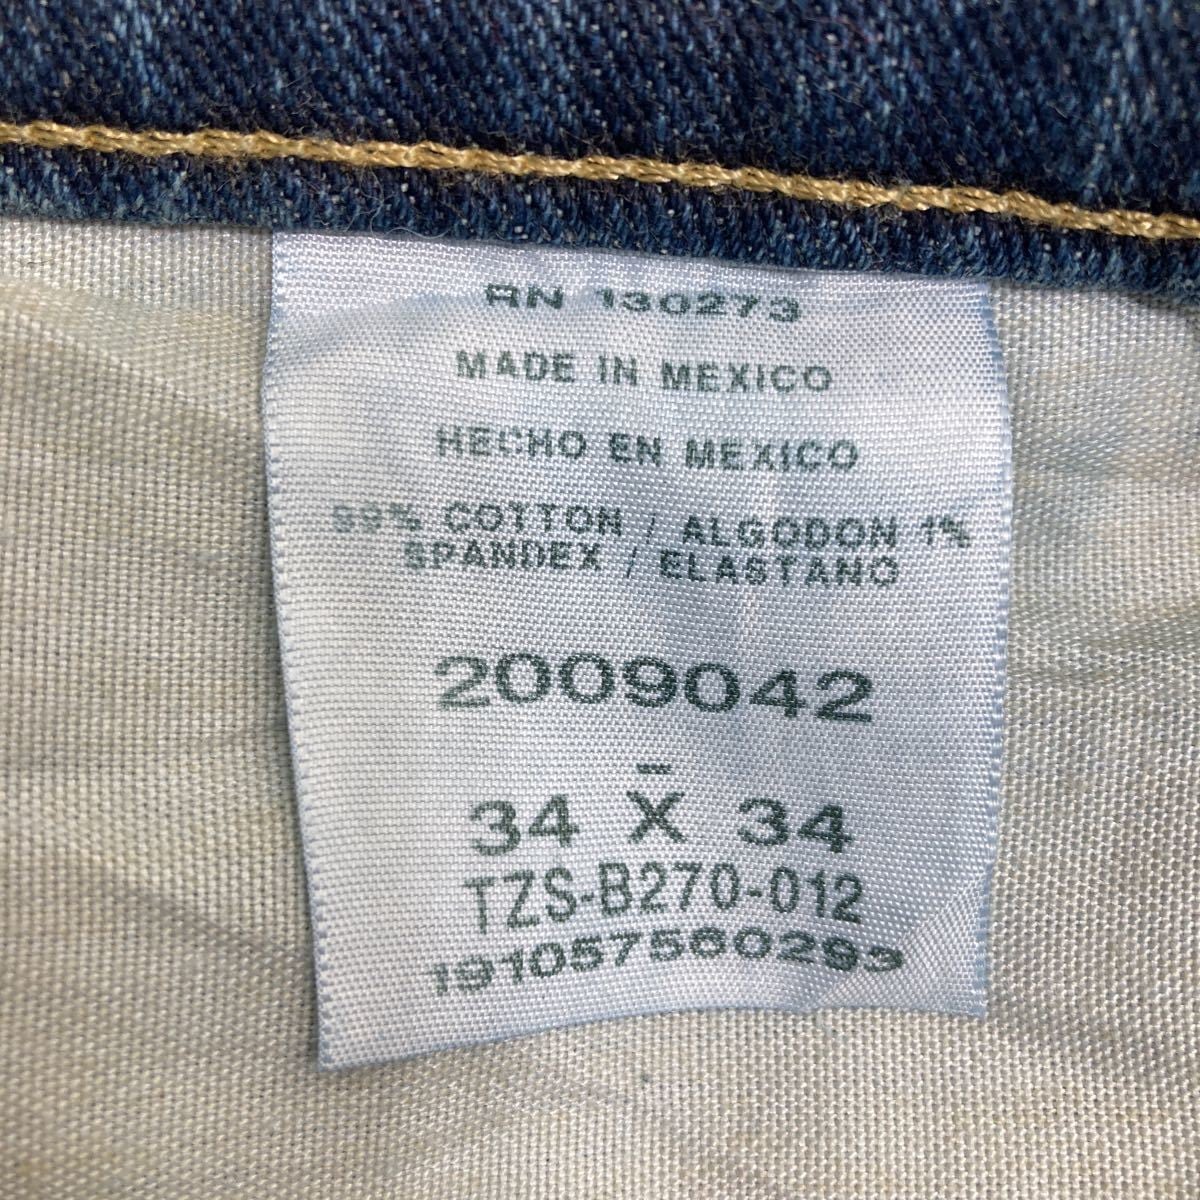 RN 130273
MADE IN MEXICO
HECHO EN MEXICO
99% COTTON / ALGODON 1%
SPANDEX / ELASTANO
2009042
-
34 X 34
TZS-B270-012
191057560293